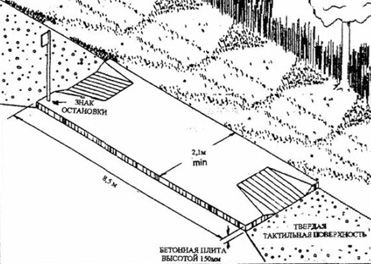 ЗНАК
ОСТАНОВКИ
2,1м
min
8,5 м
ТВЕРДАЯ
ТАКТИЛЬНАЯ ПОВЕРХНОСТЬ
БЕТОННАЯ ПЛИТА
ВЫСОТОЙ 150мм